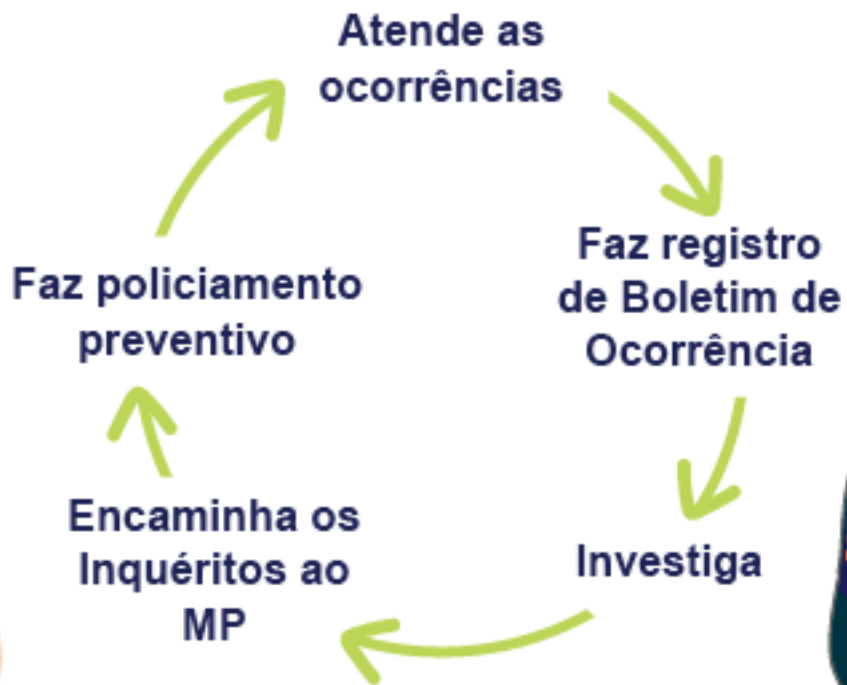 Atende as
ocorrências
Faz registro
de Boletim de
Ocorrência
Investiga
Encaminha os
Inquéritos ao
MP
Faz policiamento
preventivo